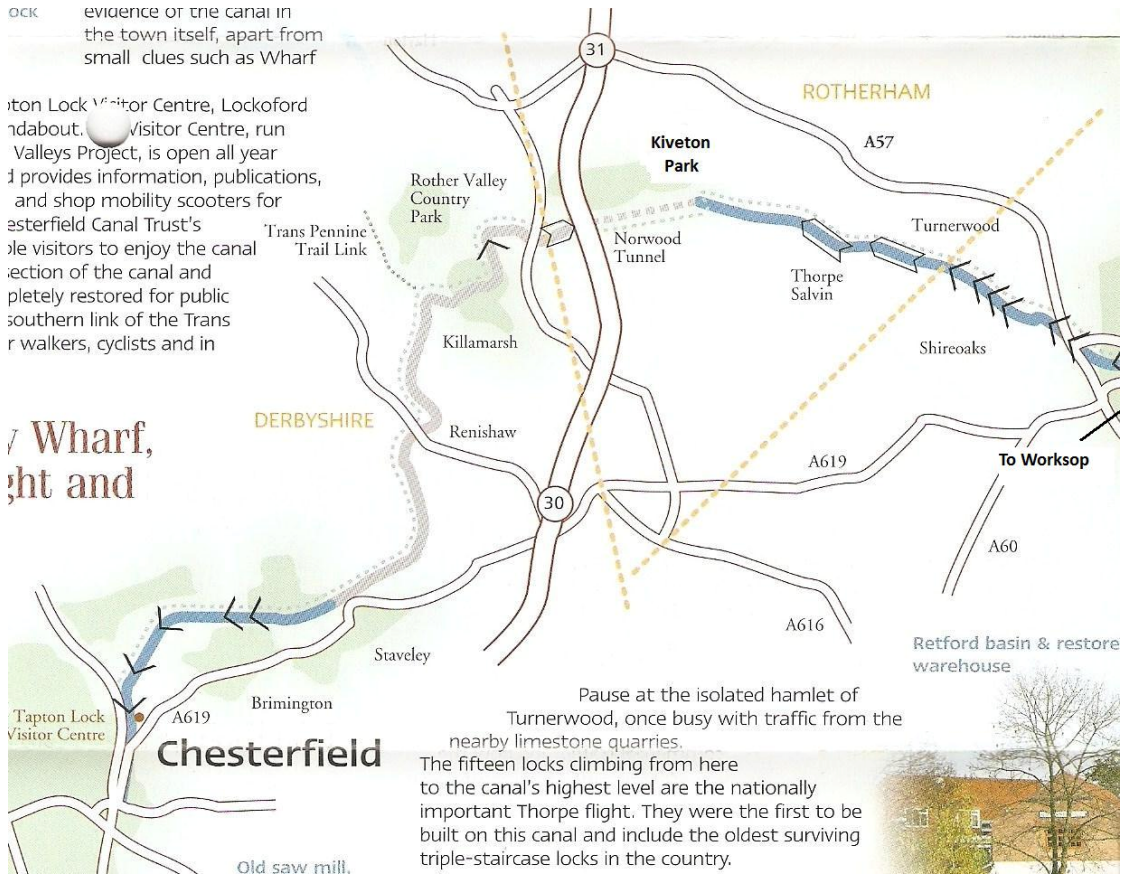 OCK
evidence of the canal in
the town itself, apart from
small clues such as Wharf
pton Lock Visitor Centre, Lockoford
ndabout. Visitor Centre, run
Valleys Project, is open all year
d provides information, publications,
and shop mobility scooters for
esterfield Canal Trust's
ble visitors to enjoy the canal
section of the canal and
pletely restored for public
southern link of the Trans
r walkers, cyclists and in
y Wharf,
ght and
31
ROTHERHAM
A57
Kiveton
Park
Rother Valley
Country
Park
Trans Pennine
Trail Link
Norwood
Tunnel
Turnerwood
Thorpe
Salvin
Killamarsh
Shireoaks
DERBYSHIRE
Renishaw
A619
To Worksop
30
A60
A616
Staveley
Brimington
Tapton Lock
Visitor Centre
A619
Chesterfield
Retford basin & restore
warehouse
Pause at the isolated hamlet of
Turnerwood, once busy with traffic from the
nearby limestone quarries.
The fifteen locks climbing from here
to the canal's highest level are the nationally
important Thorpe flight. They were the first to be
built on this canal and include the oldest surviving
triple-staircase locks in the country.
Old saw mill,